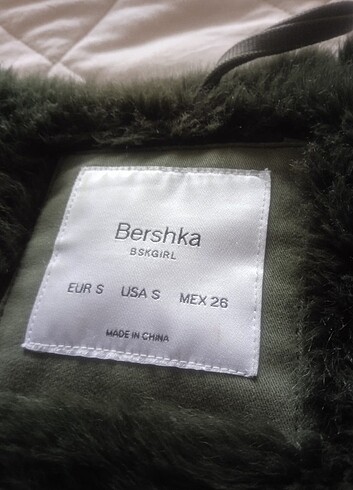 Bershka
BSKGIRL
EUR S USA S MEX 26
MADE IN CHINA